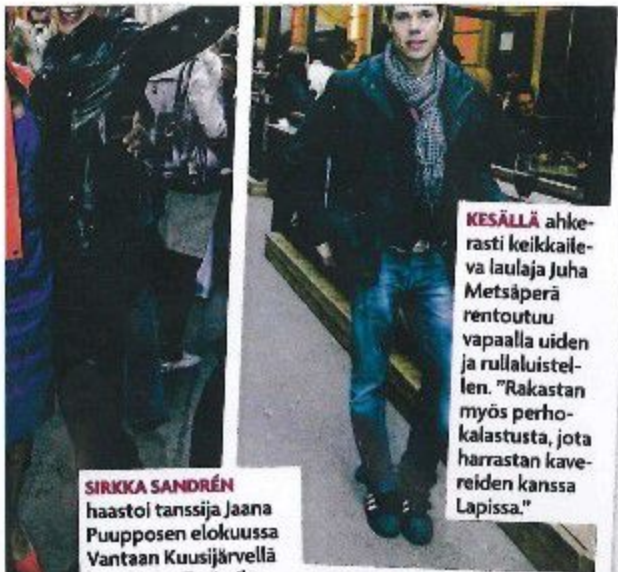 KESÄLLÄ ahke-
rasti keikkaile-
va laulaja Juha
Metsäperä
rentoutuu
vapaalla uiden
ja rullaluistel-
len. "Rakastan
myös perho-
kalastusta, jota
harrastan kave-
reiden kanssa
Lapissa."
SIRKKA SANDRÉN
haastoi tanssija Jaana
Puupposen elokuussa
Vantaan Kuusijärvellä